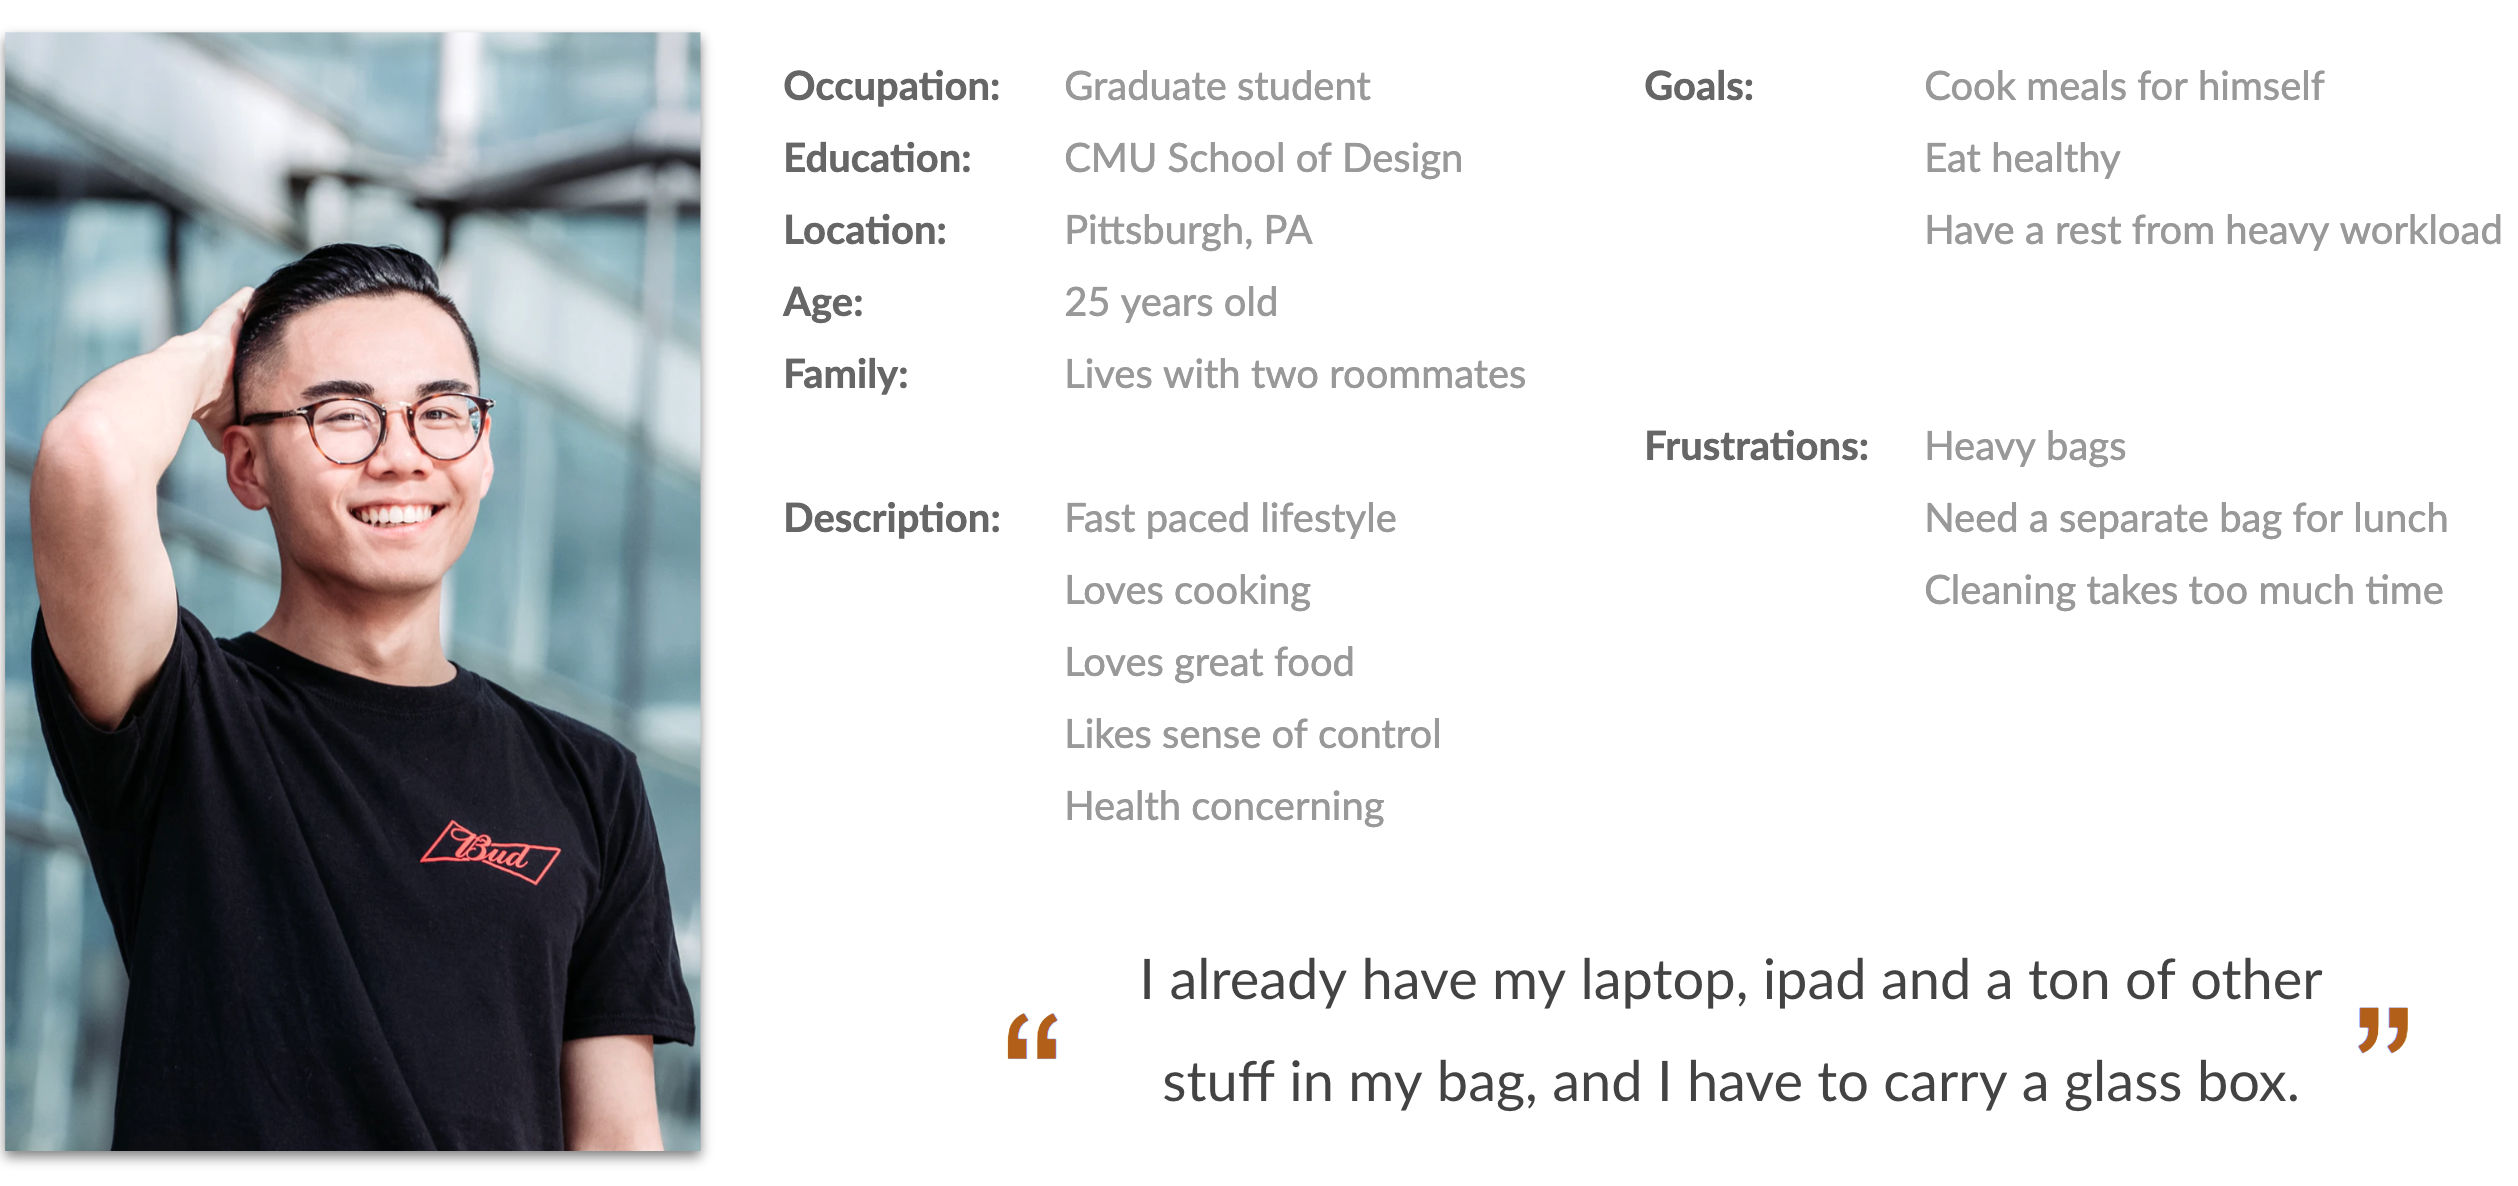 Occupation: Graduate student
Education: CMU School of Design
Location: Pittsburgh, PA
Age: 25 years old
Family: Lives with two roommates
Description: Fast paced lifestyle
Loves cooking
Loves great food
Likes sense of control
Health concerning
Goals: Cook meals for himself
Eat healthy
Have a rest from heavy workload
Frustrations: Heavy bags
Need a separate bag for lunch
Cleaning takes too much time
“ I already have my laptop, ipad and a ton of other
stuff in my bag, and I have to carry a glass box. ”
Bud